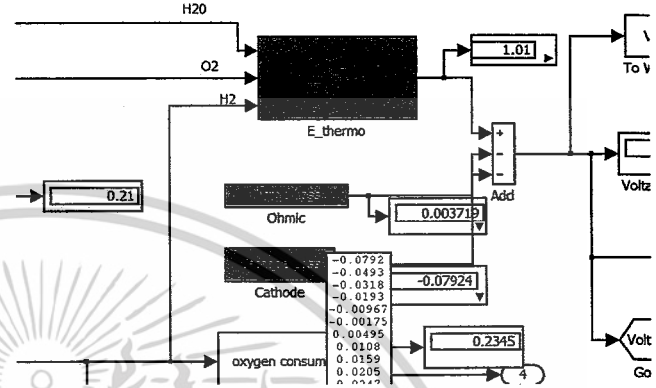 H20
O2
H2
E_thermo
1.01
To
+
-
-
Add
0.21
Ohmic
0.003719
Cathode
-0.07924
-0.0792
-0.0493
-0.0318
-0.0193
-0.00967
-0.00175
0.00495
0.0108
0.0159
0.0205
0.2345
oxygen consum
4
Volt
Go